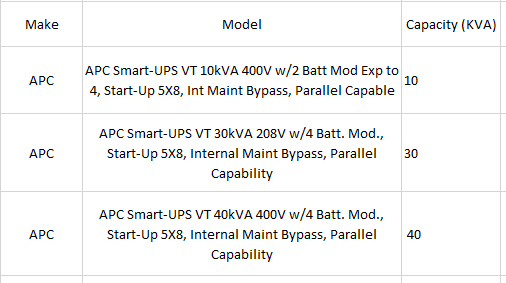 Make Model Capacity (KVA)
APC Smart-UPS VT 10kVA 400V w/2 Batt Mod Exp to
APC 10
4, Start-Up 5X8, Int Maint Bypass, Parallel Capable
APC Smart-UPS VT 30kVA 208V w/4 Batt. Mod.,
APC Start-Up 5X8, Internal Maint Bypass, Parallel 30
Capability
APC Smart-UPS VT 40kVA 400V w/4 Batt. Mod.,
APC Start-Up 5X8, Internal Maint Bypass, Parallel 40
Capability